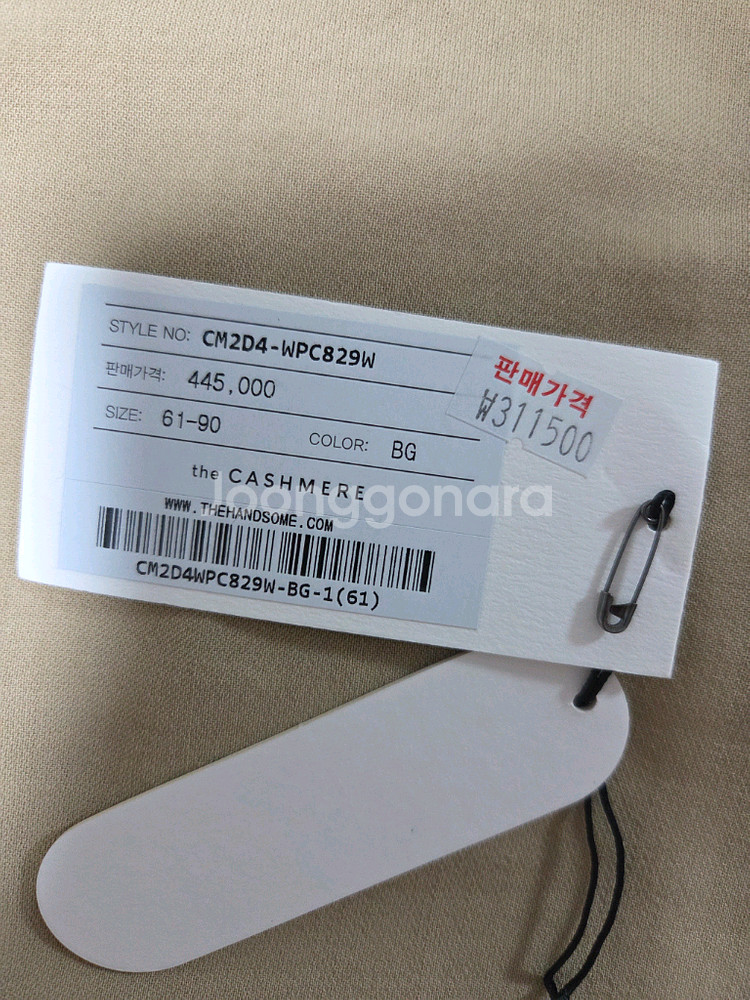 STYLE NO: CM2D4-WPC829W
판매가격: 445,000
SIZE: 61-90 COLOR: BG
the CASHMERE
WWW.THEHANDSOME.COM
CM2D4WPC829W-BG-1(61)
판매가격
₩311500
Joonggonara